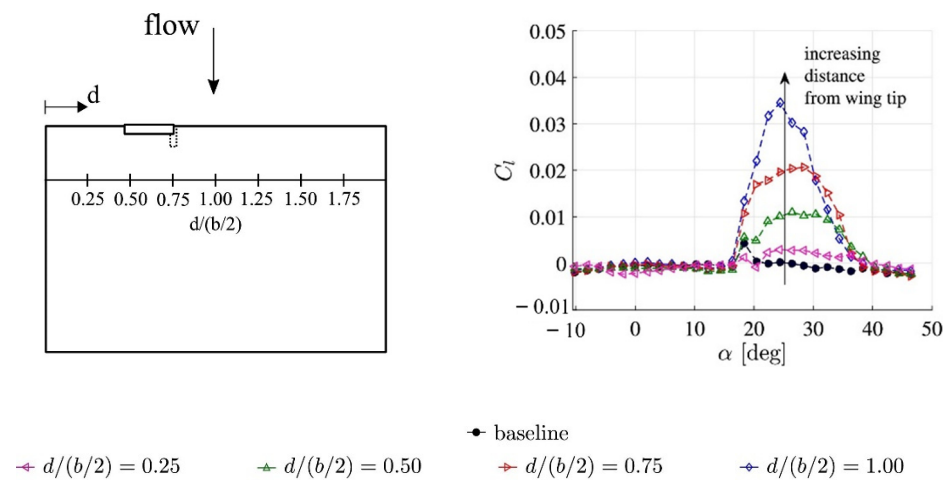 flow
d
0.25 0.50 0.75 1.00 1.25 1.50 1.75
d/(b/2)
0.05
0.04
0.03
0.02
0.01
0
− 0.01
C_l
− 10 0 10 20 30 40 50
α [deg]
increasing
distance
from wing tip
baseline
d/(b/2) = 0.25 d/(b/2) = 0.50 d/(b/2) = 0.75 d/(b/2) = 1.00